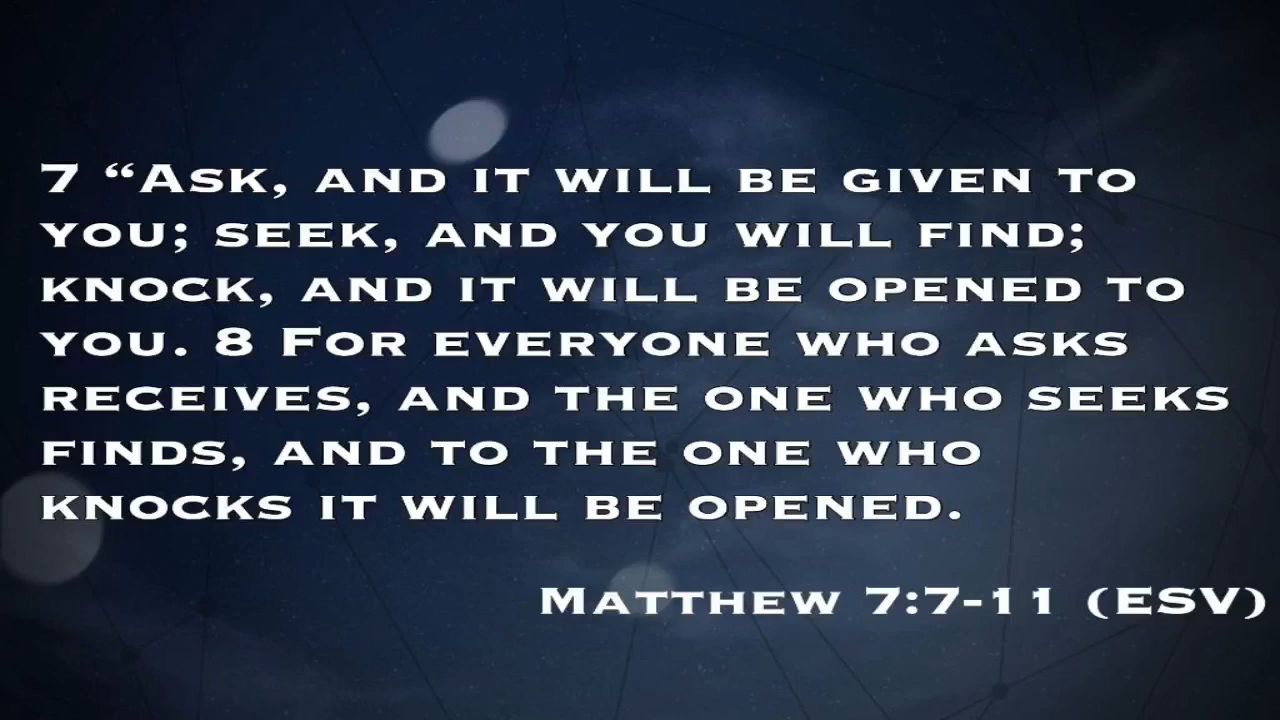 7 “Ask, and it will be given to
you; seek, and you will find;
knock, and it will be opened to
you. 8 For everyone who asks
receives, and the one who seeks
finds, and to the one who
knocks it will be opened.
Matthew 7:7-11 (ESV)